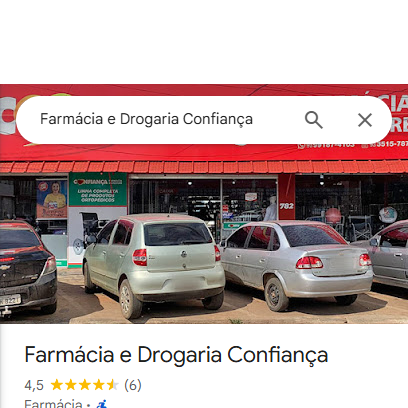 Farmácia e Drogaria Confiança
CONFIANÇA
LINHA COMPLETA
DE PRODUTOS
ORTOPÉDICOS
782
Farmácia e Drogaria Confiança
4,5 (6)
Farmácia ·